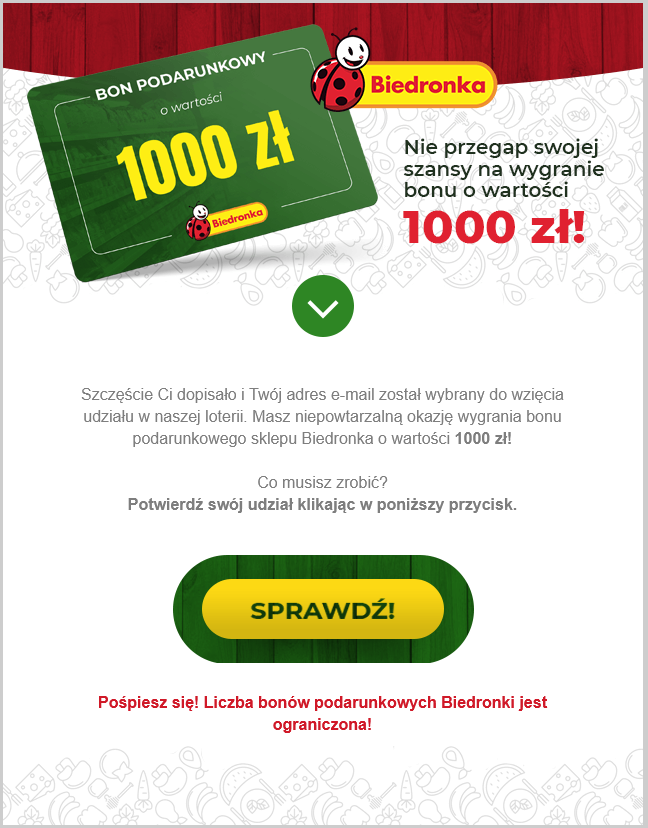 BON PODARUNKOWY
o wartości
1000 zł
Biedronka
Biedronka
Nie przegap swojej
szansy na wygranie
bonu o wartości
1000 zł!
Szczęście Ci dopisało i Twój adres e-mail został wybrany do wzięcia
udziału w naszej loterii. Masz niepowtarzalną okazję wygrania bonu
podarunkowego sklepu Biedronka o wartości 1000 zł!
Co musisz zrobić?
Potwierdź swój udział klikając w poniższy przycisk.
SPRAWDŹ!
Pośpiesz się! Liczba bonów podarunkowych Biedronki jest
ograniczona!